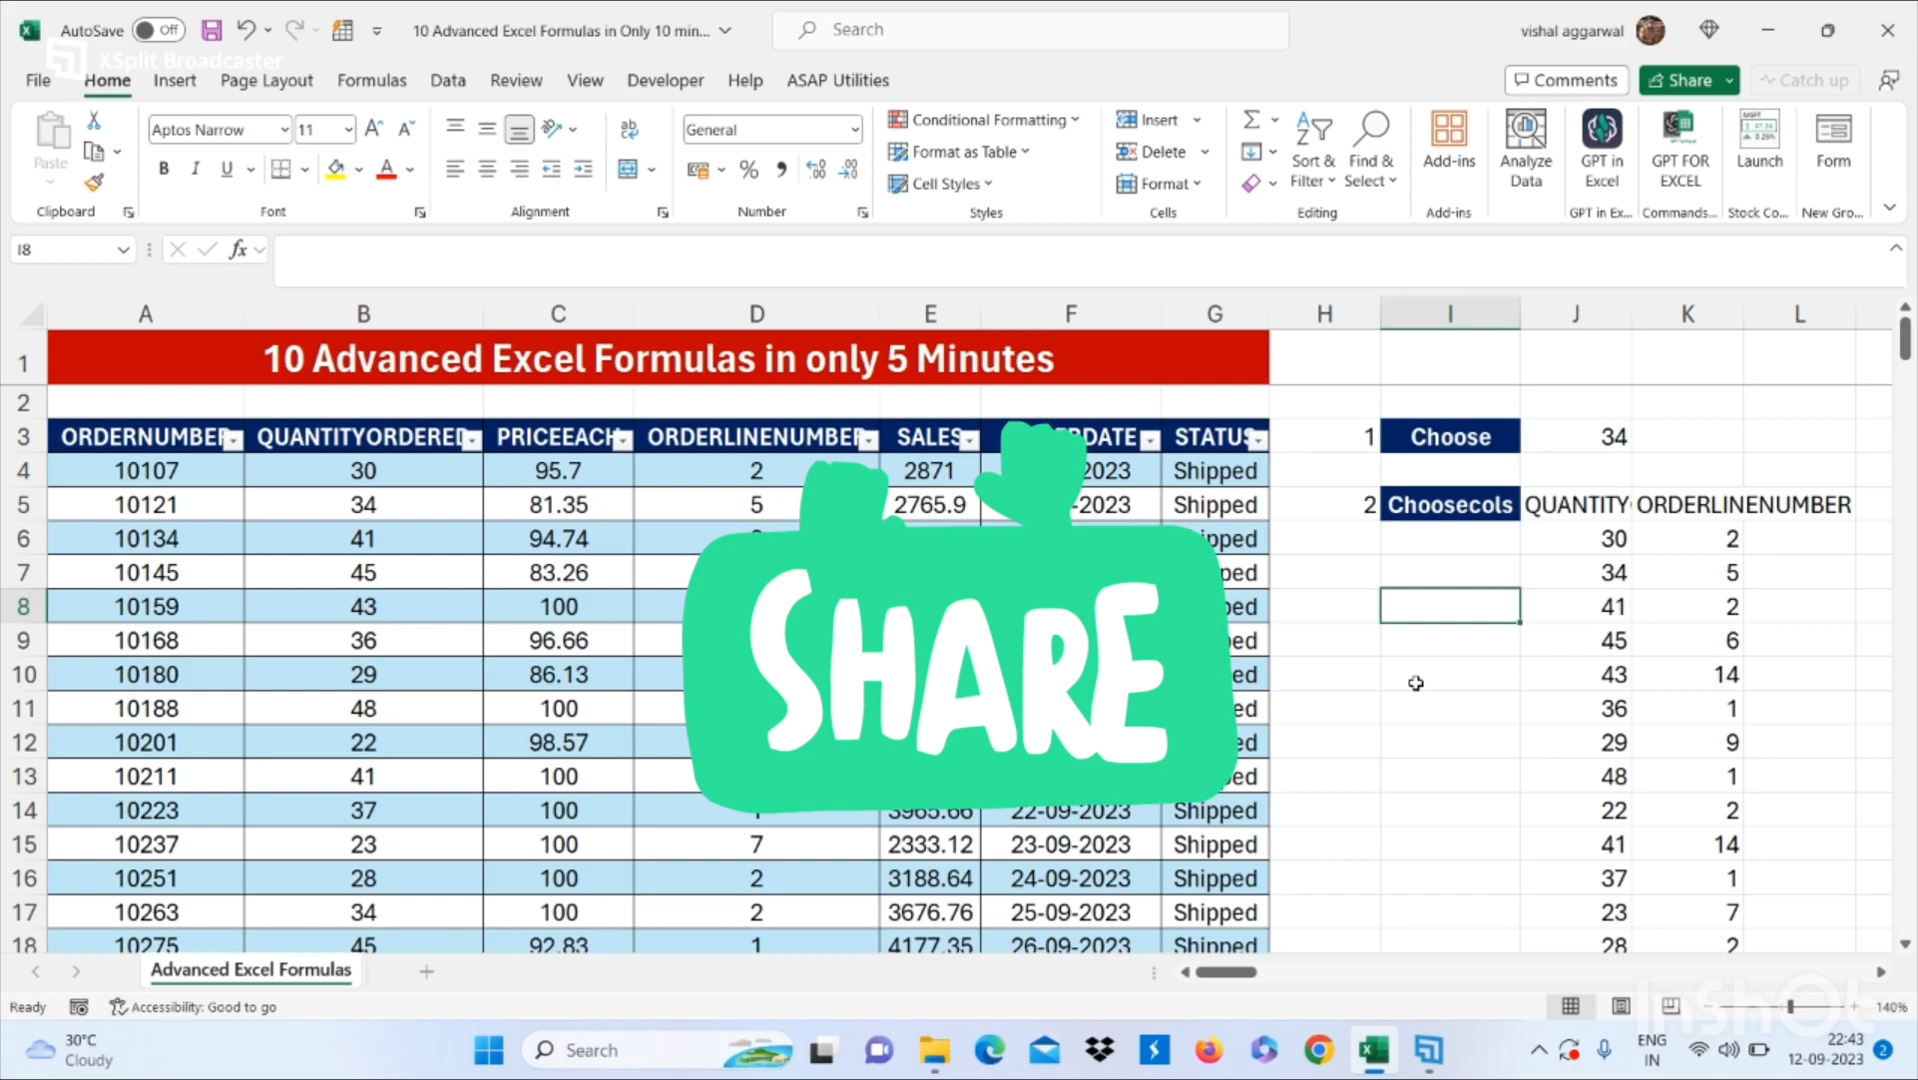 AutoSave Off 10 Advanced Excel Formulas in Only 10 min... Search vishal aggarwal
XSplit Broadcaster
File Home Insert Page Layout Formulas Data Review View Developer Help ASAP Utilities Comments Share Catch up
Paste Aptos Narrow 11 General Conditional Formatting Format as Table Cell Styles Insert Delete Format Sort & Filter Find & Select Add-ins Analyze Data GPT in Excel GPT FOR EXCEL Launch Form
Clipboard Font Alignment Number Styles Cells Editing Add-ins GPT in Ex... Commands... Stock Co... New Gro...
I8 fx
A B C D E F G H I J K L
1 10 Advanced Excel Formulas in only 5 Minutes
2
3 ORDERNUMBER QUANTITYORDERED PRICEEACH ORDERLINENUMBER SALES RDATE STATUS 1 Choose 34
4 10107 30 95.7 2 2871 2023 Shipped
5 10121 34 81.35 5 2765.9 -2023 Shipped 2 Choosecols QUANTITY ORDERLINENUMBER
6 10134 41 94.74 ipped 30 2
7 10145 45 83.26 ped 34 5
8 10159 43 100 ped 41 2
9 10168 36 96.66 45 6
10 10180 29 86.13 43 14
11 10188 48 100 ed 36 1
12 10201 22 98.57 ed 29 9
13 10211 41 100 48 1
14 10223 37 100 3965.66 22-09-2023 Shipped 22 2
15 10237 23 100 7 2333.12 23-09-2023 Shipped 41 14
16 10251 28 100 2 3188.64 24-09-2023 Shipped 37 1
17 10263 34 100 2 3676.76 25-09-2023 Shipped 23 7
18 10275 45 92.83 1 4177.35 26-09-2023 Shipped 28 2
SHARE
Advanced Excel Formulas
Ready Accessibility: Good to go 140%
InShOt
30°C
Cloudy
Search
ENG
IN
22:43
12-09-2023
2